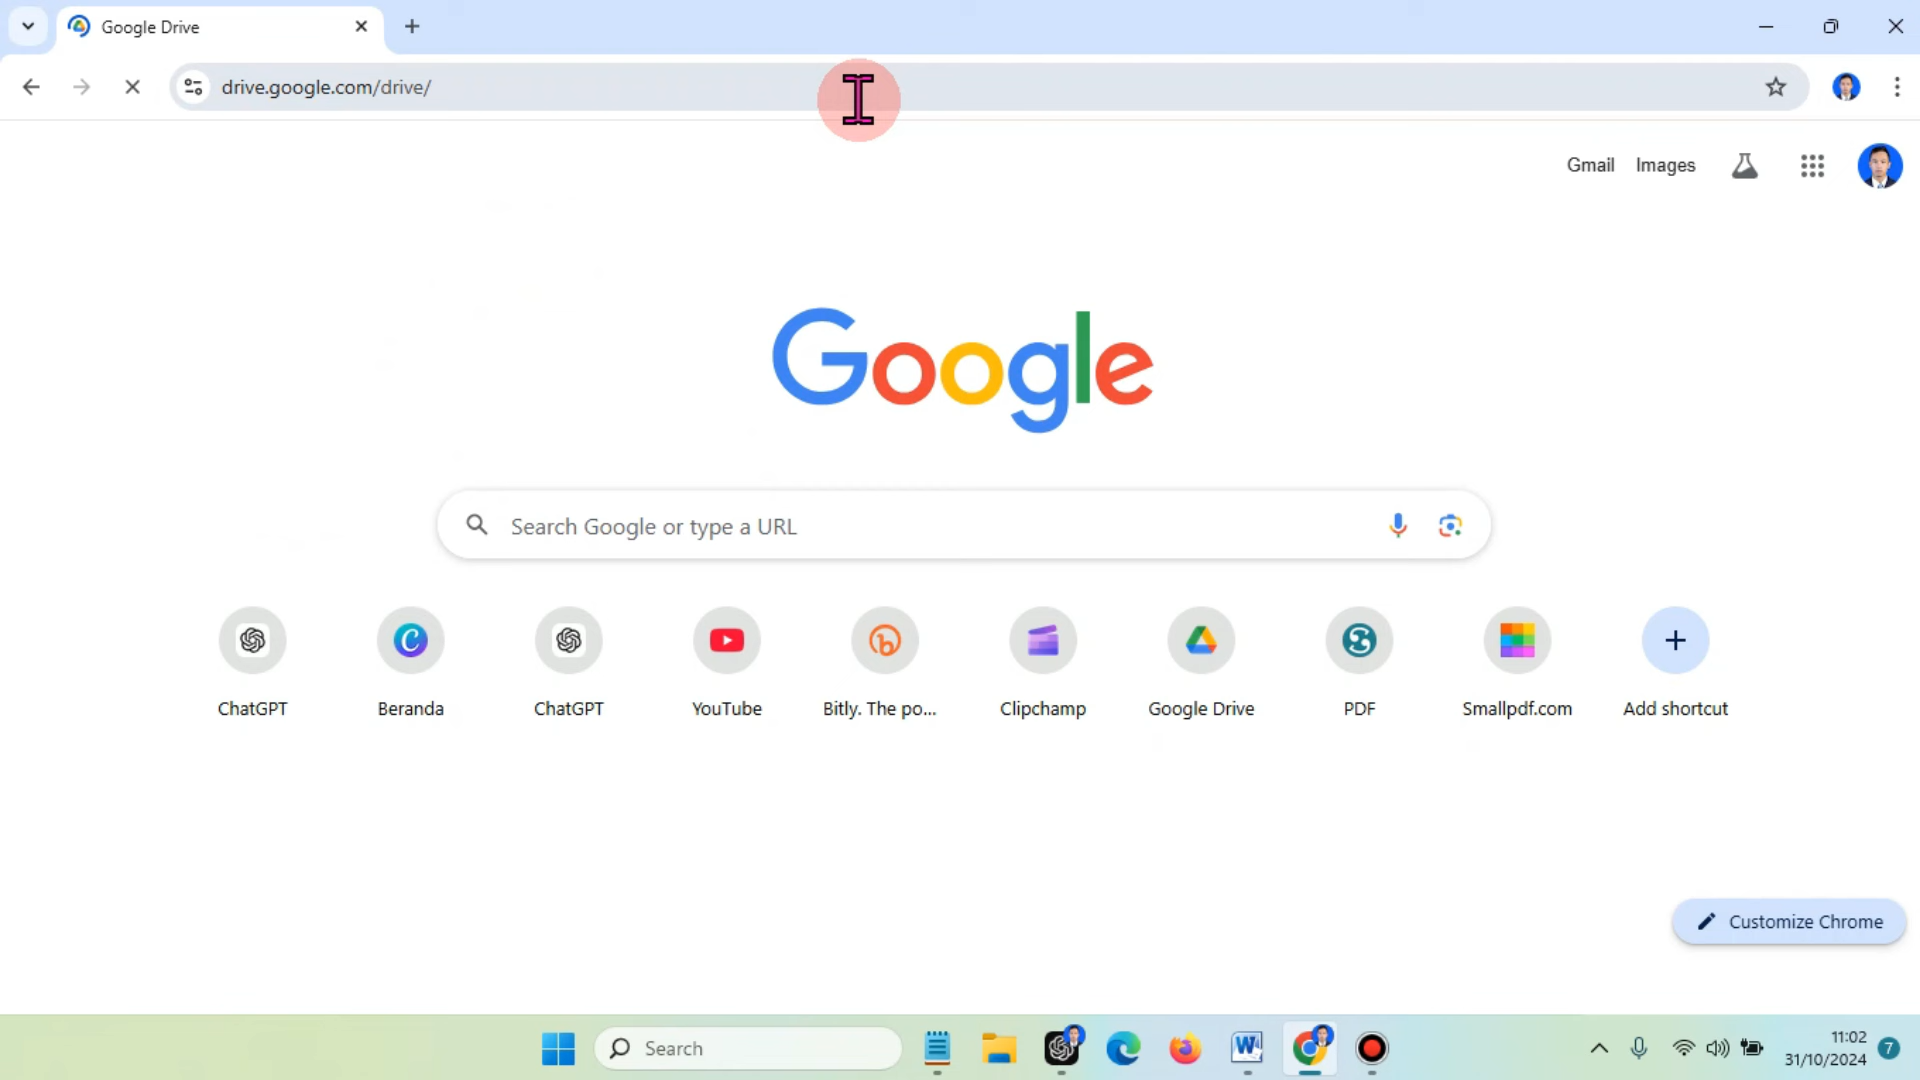 Google Drive
drive.google.com/drive/
Gmail Images
Google
Search Google or type a URL
ChatGPT Beranda ChatGPT YouTube Bitly. The po... Clipchamp Google Drive PDF Smallpdf.com Add shortcut
Customize Chrome
Search
11:02
31/10/2024
7